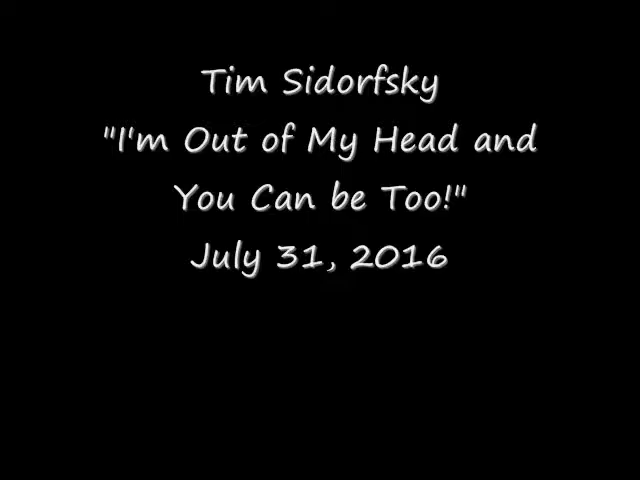 Tim Sidorfsky
"I'm Out of My Head and
You Can be Too!"
July 31, 2016